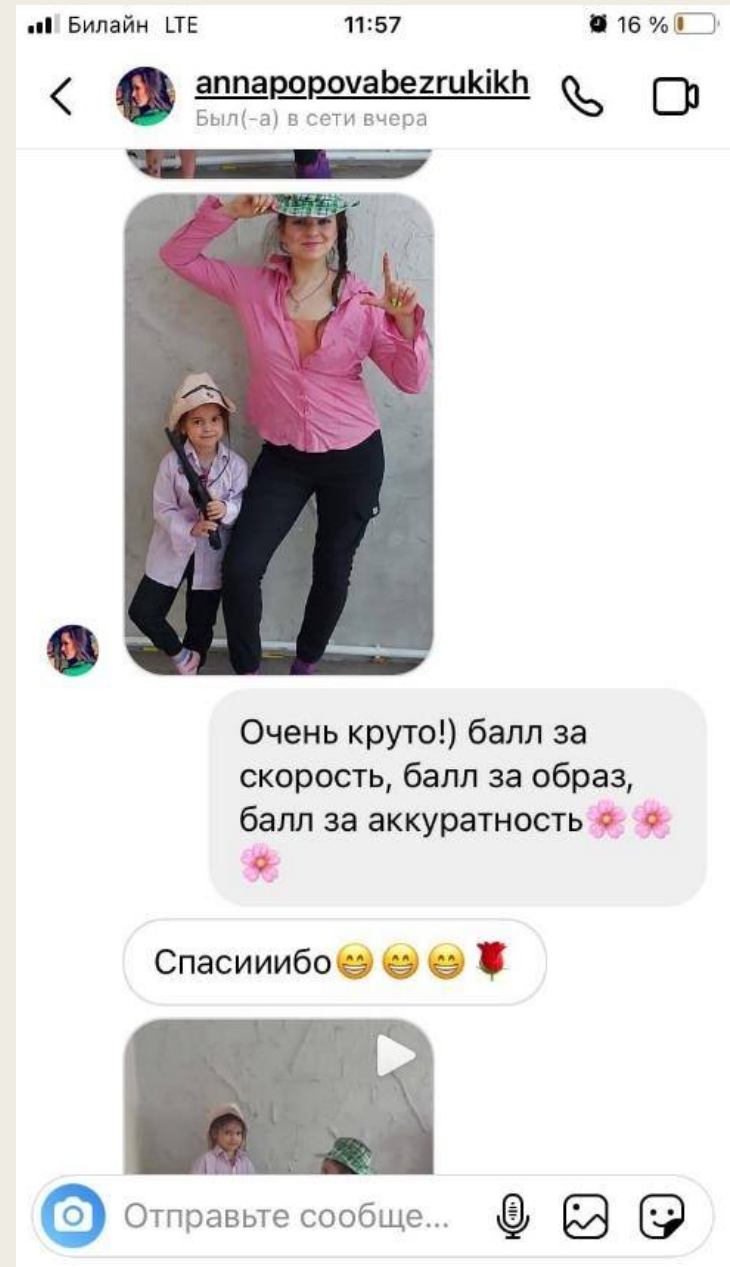 Билайн LTE 11:57 16 %
annapopovabezrukikh
Был(-а) в сети вчера
Очень круто!) балл за
скорость, балл за образ,
балл за аккуратность🌸🌸
🌸
Спасииибо😁😁😁🌹
Отправьте сообще...